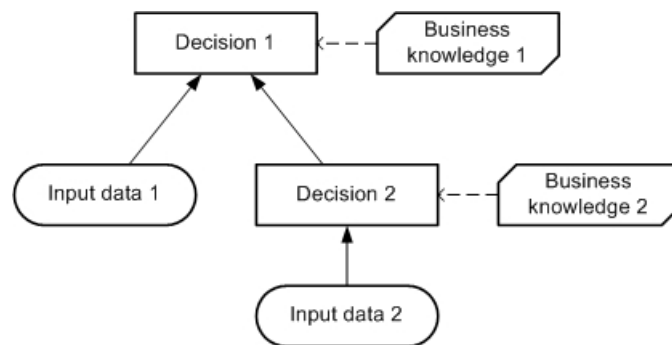 Decision 1
Business
knowledge 1
Input data 1
Decision 2
Business
knowledge 2
Input data 2